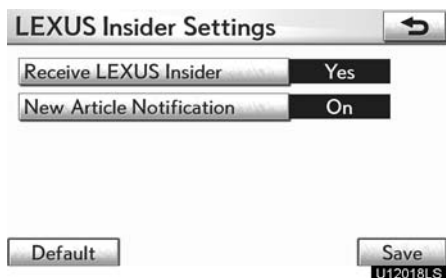 LEXUS Insider Settings
Receive LEXUS Insider Yes
New Article Notification On
Default Save
U12018LS